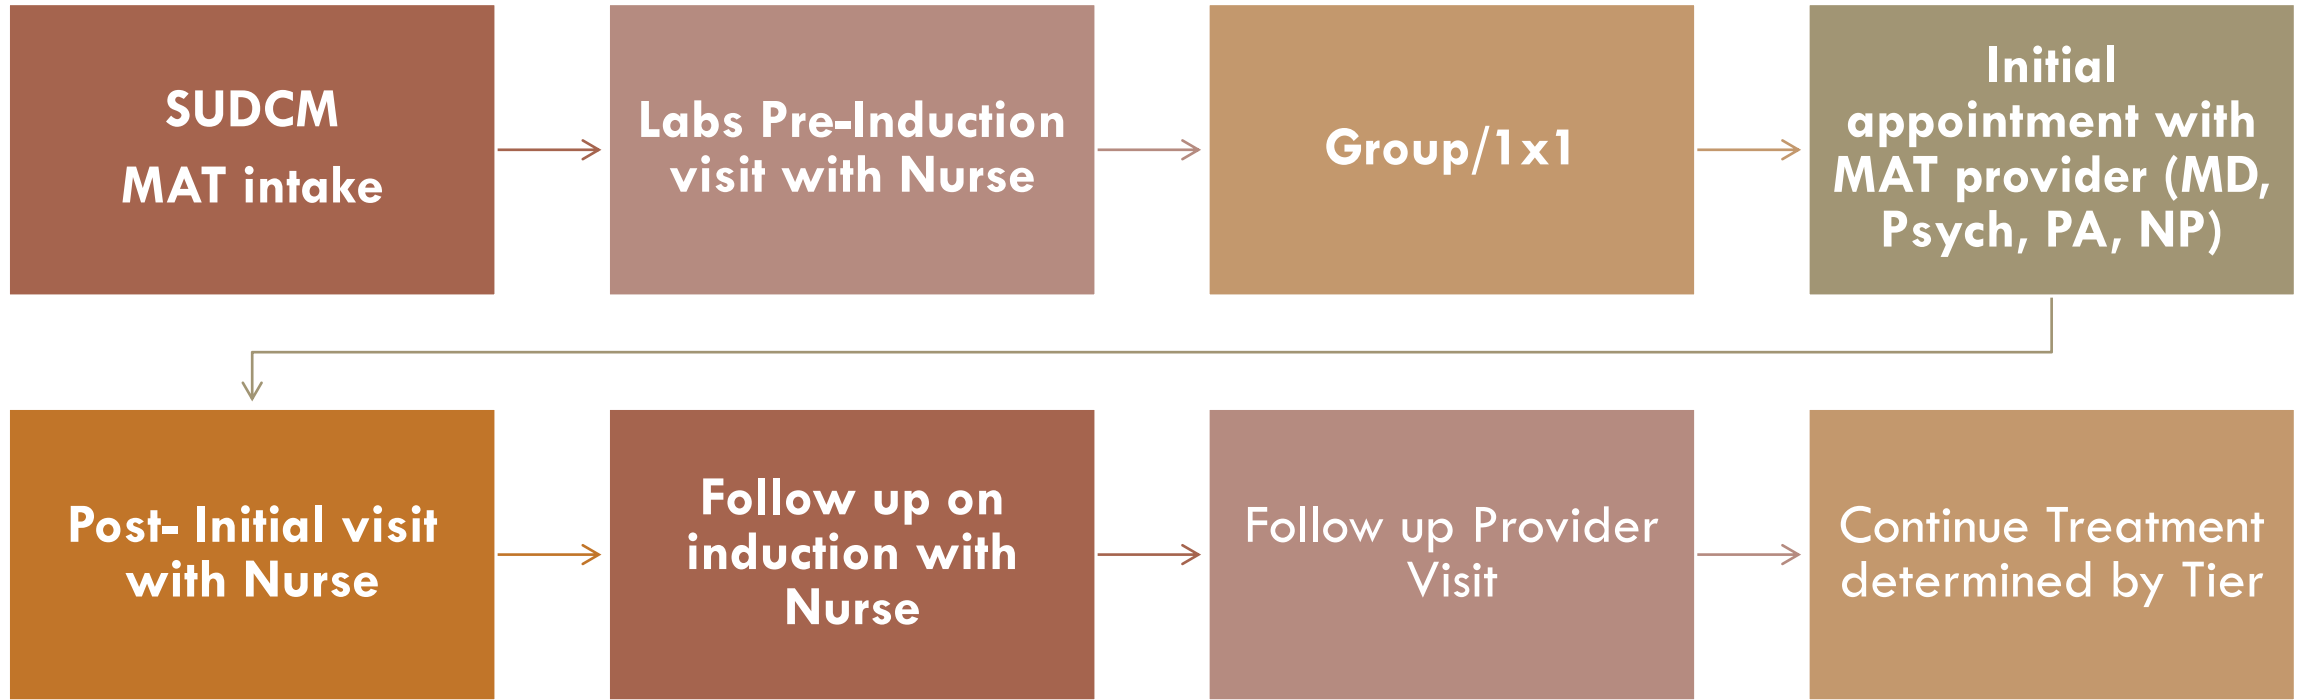 SUDCM
MAT intake
Labs Pre-Induction
visit with Nurse
Group/1x1
Initial
appointment with
MAT provider (MD,
Psych, PA, NP)
Post- Initial visit
with Nurse
Follow up on
induction with
Nurse
Follow up Provider
Visit
Continue Treatment
determined by Tier